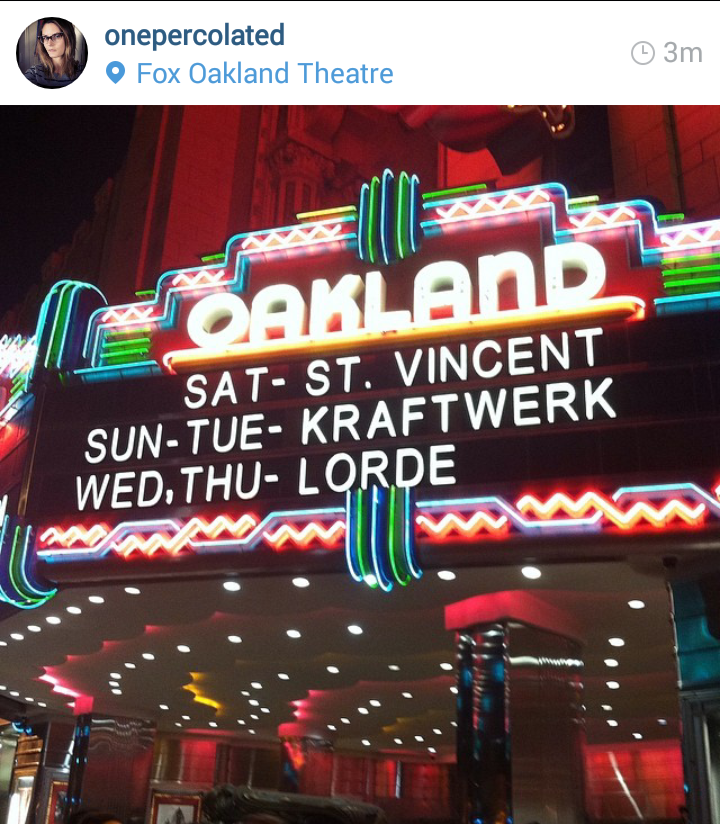 onepercolated
Fox Oakland Theatre
3m
OAKLAND
SAT- ST. VINCENT
SUN-TUE- KRAFTWERK
WED,THU- LORDE